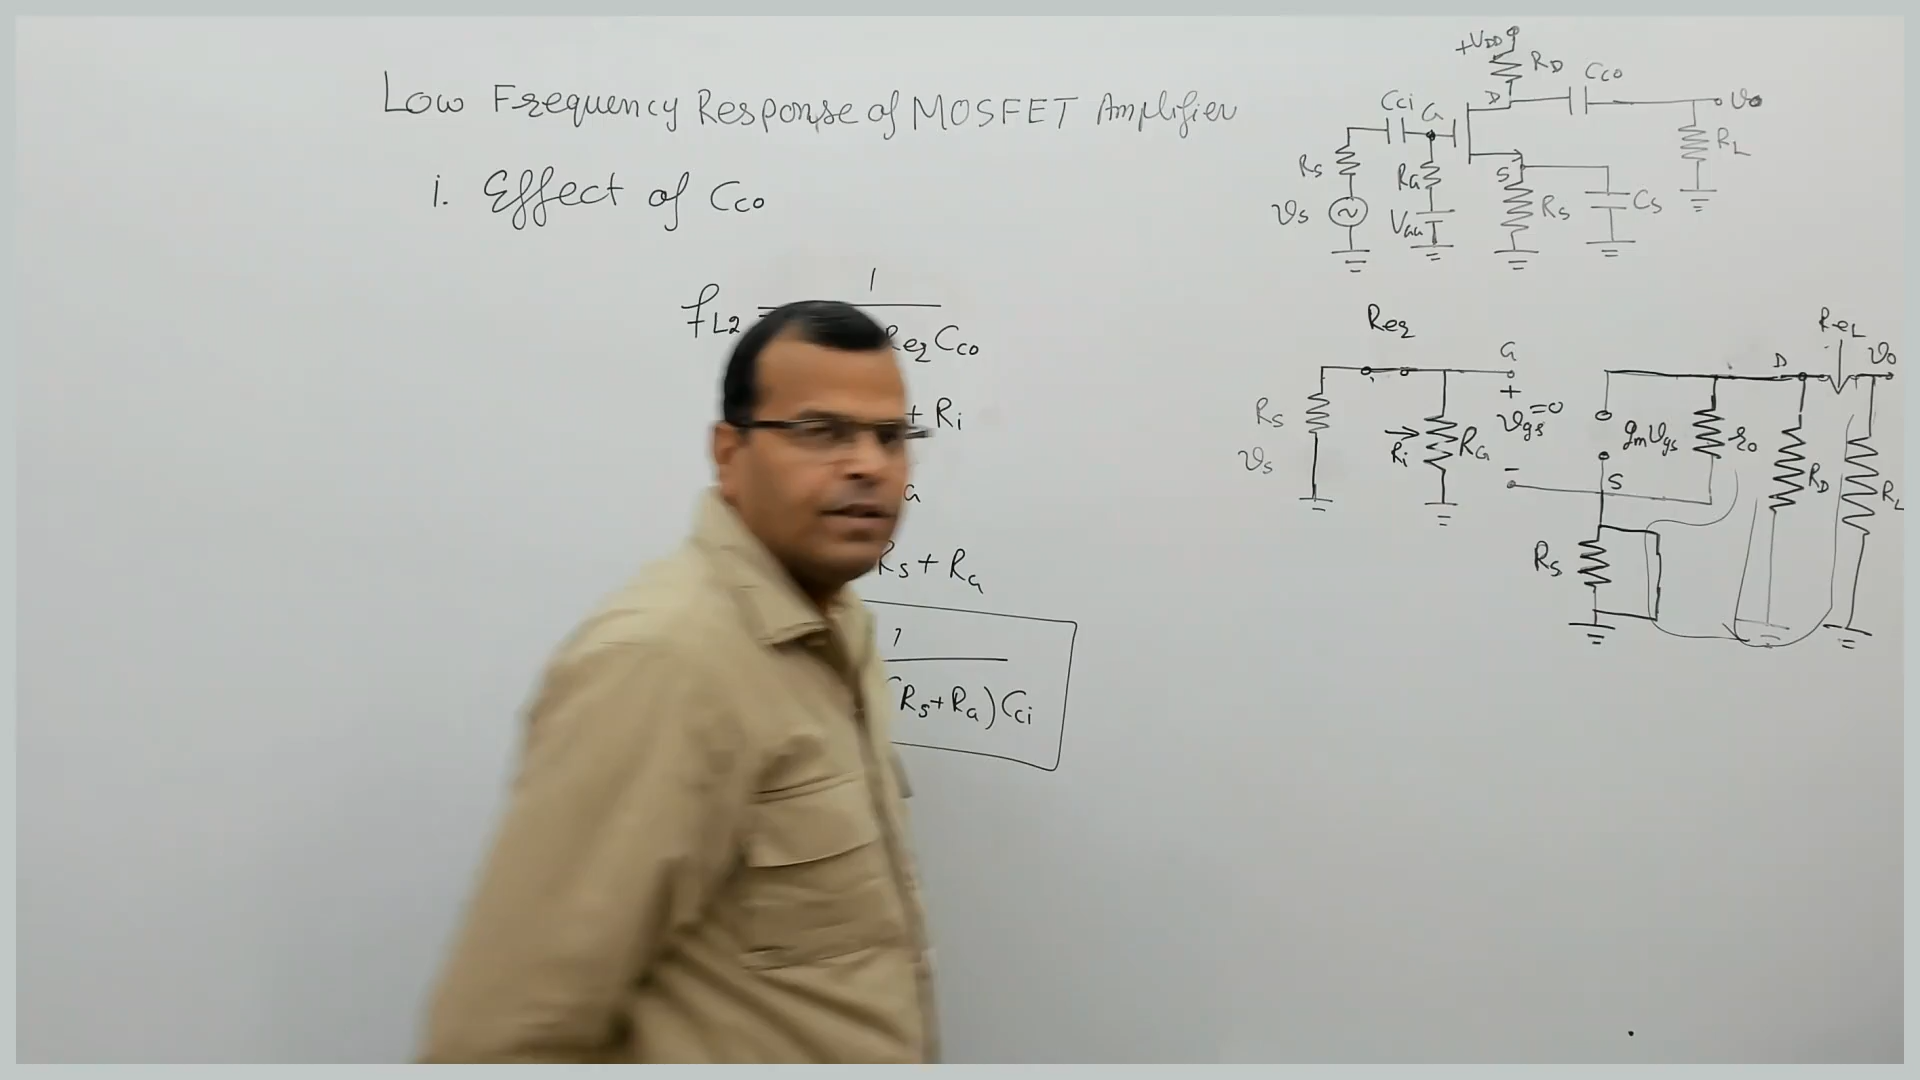 Low Frequency Response of MOSFET Amplifier
i. Effect of Cco
fL2 =
1
Req Cco
+ Ri
a
Rs + RG
1
(Rs+RG) Cci
+VDD
RD
Cco
D
vo
RL
Cci
G
Rs
RG
vs
VGG
S
Rs
Cs
Req
G
+
vgs =0
-
Rs
vs
Ri
RG
gmvgs
S
ro
D
ReL
vo
RD
RL
Rs